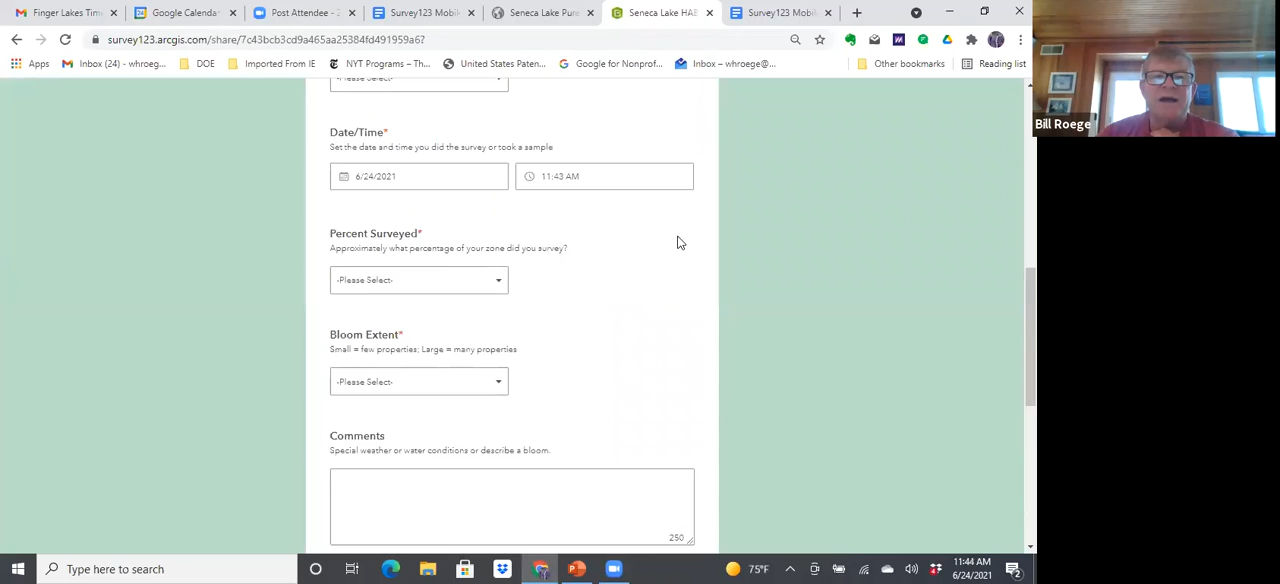 Finger Lakes Tim
Google Calenda
Post Attendee - 
Survey123 Mobil
Seneca Lake Pur
Seneca Lake HAB
Survey123 Mobi
survey123.arcgis.com/share/7c43bcb3cd9a465aa25384fd491959a6?
Apps
Inbox (24) - whroeg...
DOE
Imported From IE
NYT Programs – Th...
United States Paten...
Google for Nonprof...
Inbox – whroege@...
Other bookmarks
Reading list
-Please Select-
Date/Time*
Set the date and time you did the survey or took a sample
6/24/2021
11:43 AM
Percent Surveyed*
Approximately what percentage of your zone did you survey?
-Please Select-
Bloom Extent*
Small = few properties; Large = many properties
-Please Select-
Comments
Special weather or water conditions or describe a bloom.
250
Bill Roege
Type here to search
75°F
11:44 AM
6/24/2021
2